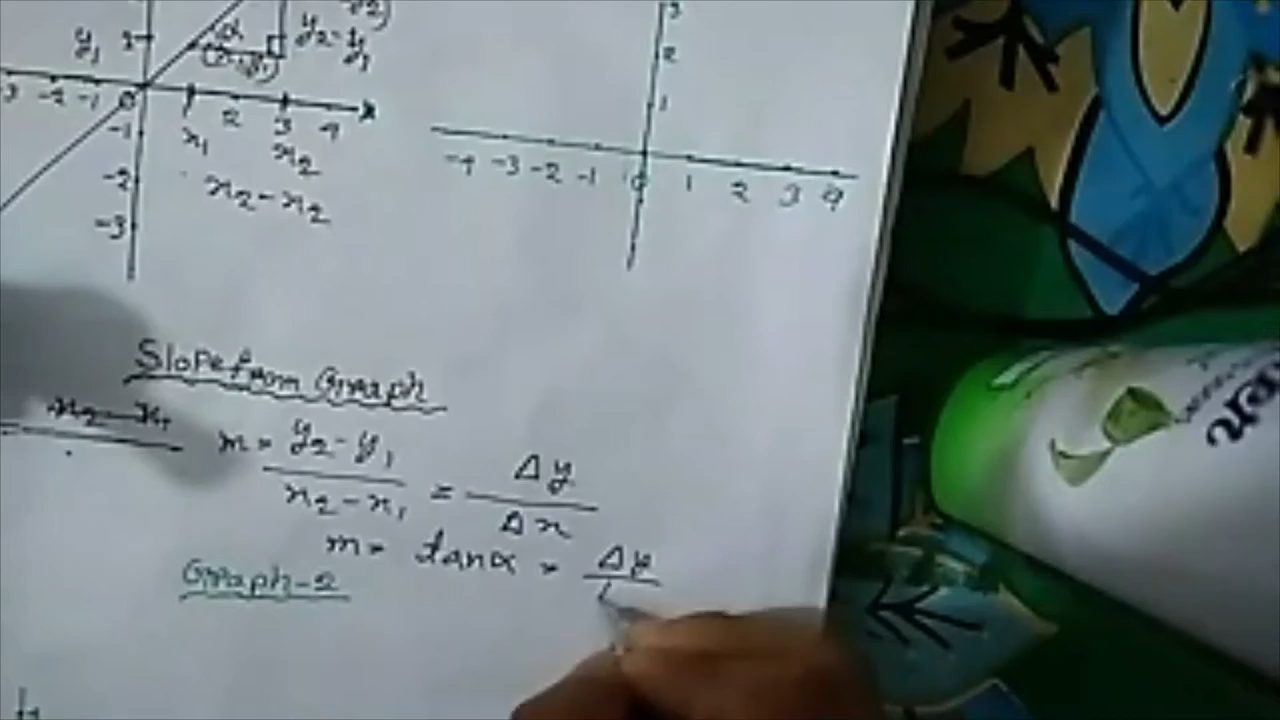 3
2
y₁ 2 α y₂-y₁
(x₁,y₁)
-3 -2 -1 0 2 3 4 x
1
-1 x₁ x₂
-4 -3 -2 -1 0 1 2 3 4
-2 x₂-x₂
-3
Slope from Graph
x₂-x₁ m = y₂-y₁ / x₂-x₁ = Δy / Δx
m = tanα = Δy
Graph-2